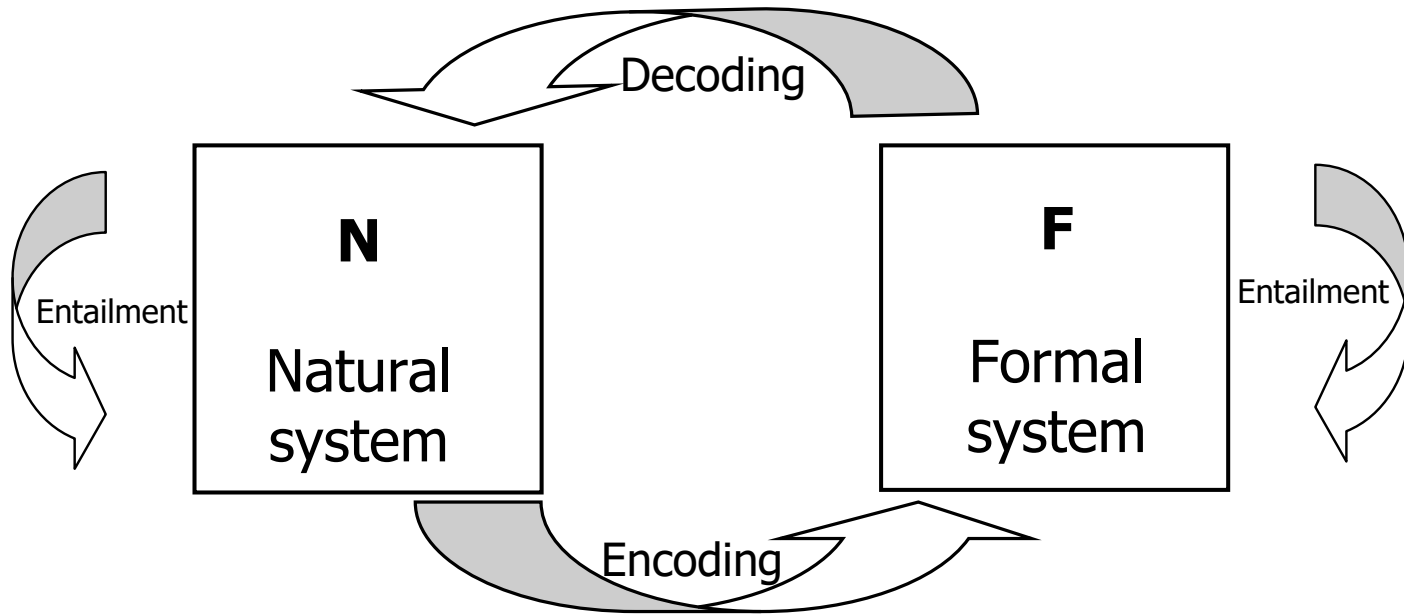 Decoding
N
F
Entailment
Entailment
Natural
system
Formal
system
Encoding